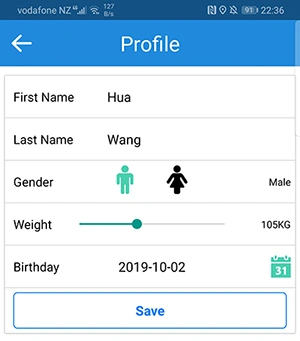 vodafone NZ 4G 127 B/s 91 22:36
Profile
First Name Hua
Last Name Wang
Gender Male
Weight 105KG
Birthday 2019-10-02 31
Save